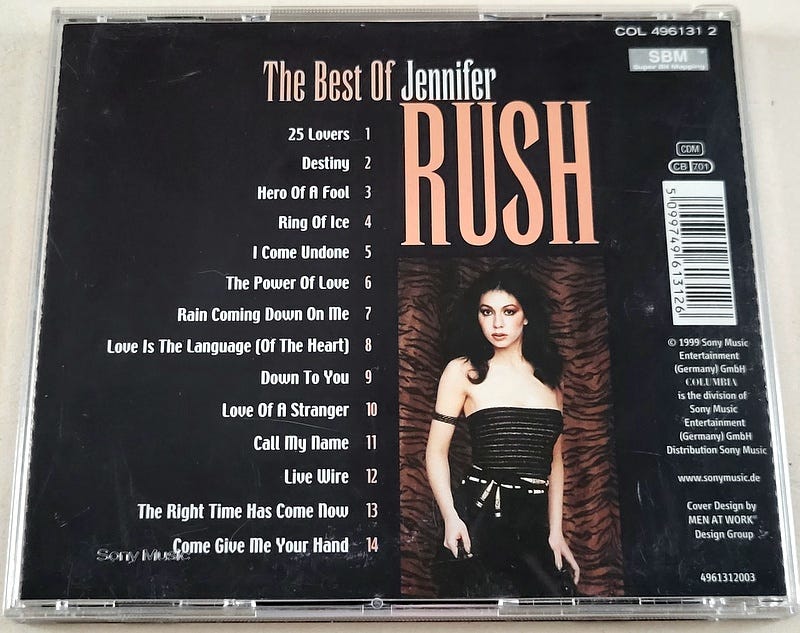 COL 496131 2
SBM
Super Bit Mapping
The Best Of Jennifer
RUSH
25 Lovers 1
Destiny 2
Hero Of A Fool 3
Ring Of Ice 4
I Come Undone 5
The Power Of Love 6
Rain Coming Down On Me 7
Love Is The Language (Of The Heart) 8
Down To You 9
Love Of A Stranger 10
Call My Name 11
Live Wire 12
The Right Time Has Come Now 13
Come Give Me Your Hand 14
Sony Music
CDM
CB 701
5099749613126
© 1999 Sony Music
Entertainment
(Germany) GmbH
COLUMBIA
is the division of
Sony Music
Entertainment
(Germany) GmbH
Distribution Sony Music
www.sonymusic.de
Cover Design by
MEN AT WORK
Design Group
4961312003